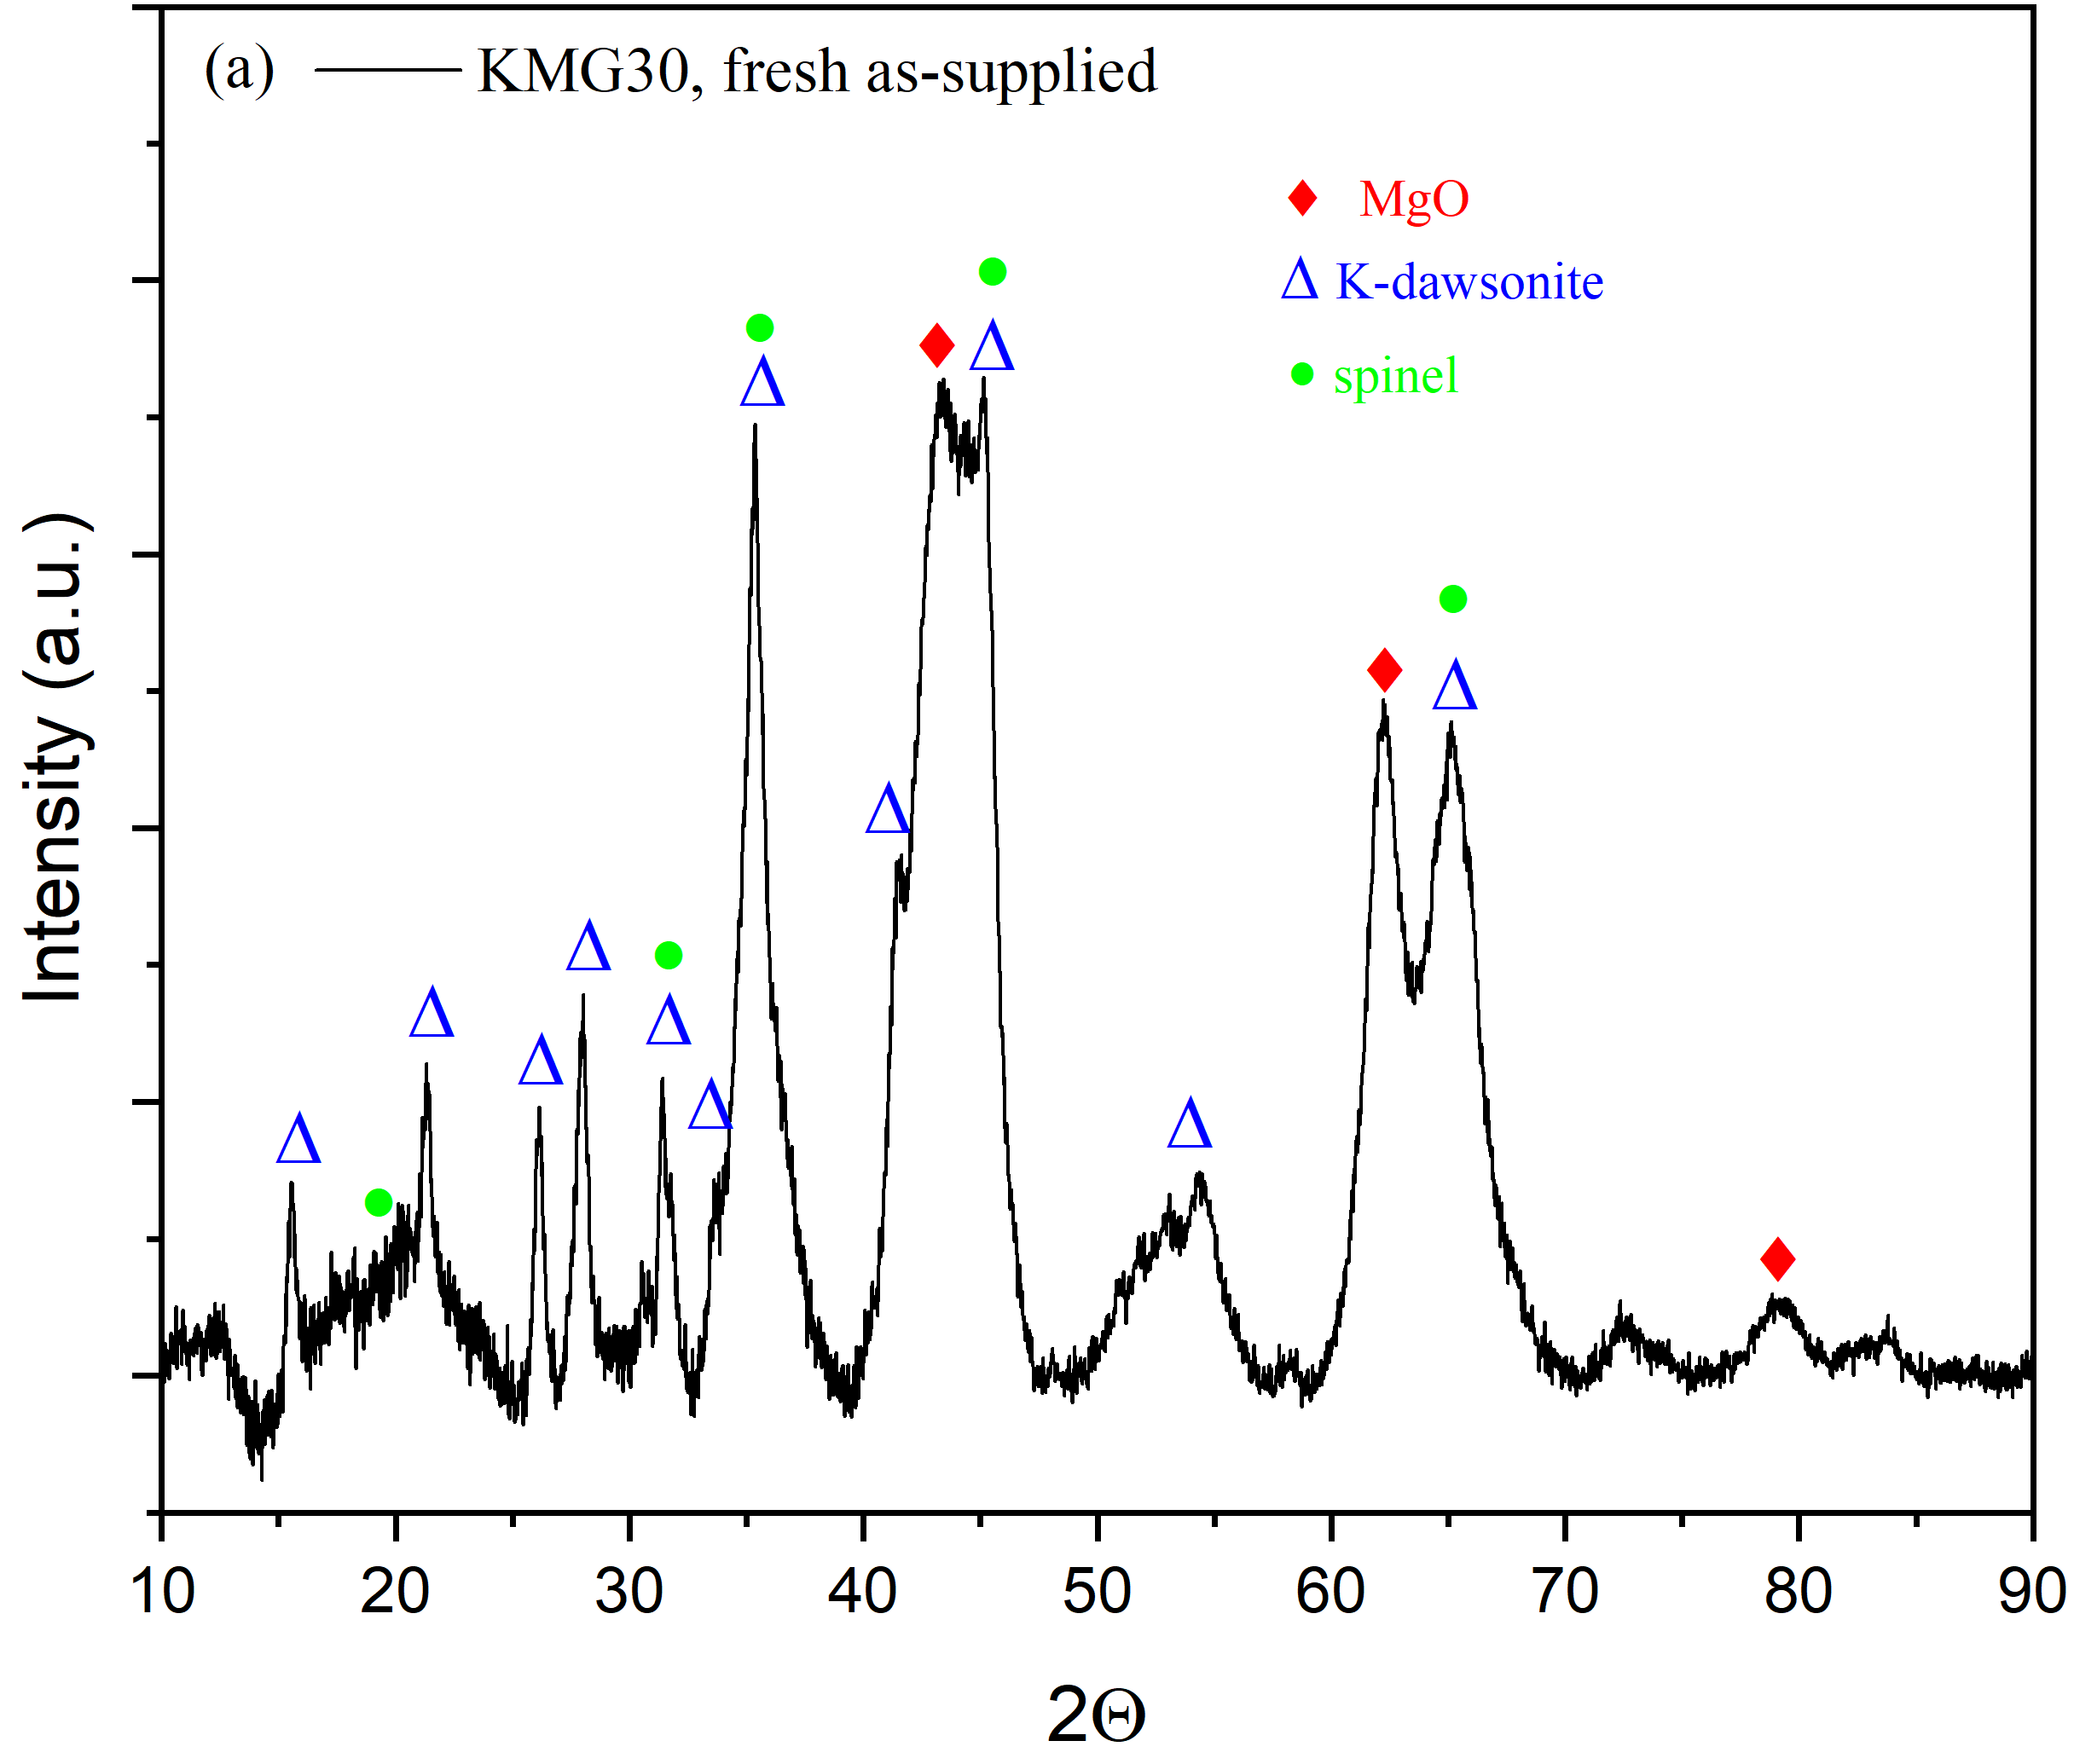 (a) KMG30, fresh as-supplied
MgO
K-dawsonite
spinel
Intensity (a.u.)
10 20 30 40 50 60 70 80 90
2Θ